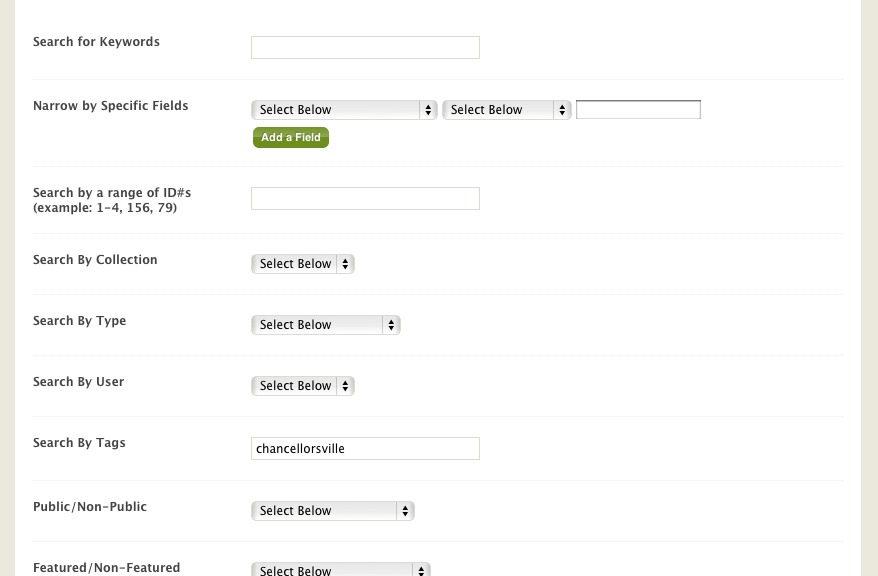 Search for Keywords
Narrow by Specific Fields
Select Below Select Below
Add a Field
Search by a range of ID#s
(example: 1-4, 156, 79)
Search By Collection
Select Below
Search By Type
Select Below
Search By User
Select Below
Search By Tags
chancellorsville
Public/Non-Public
Select Below
Featured/Non-Featured
Select Below